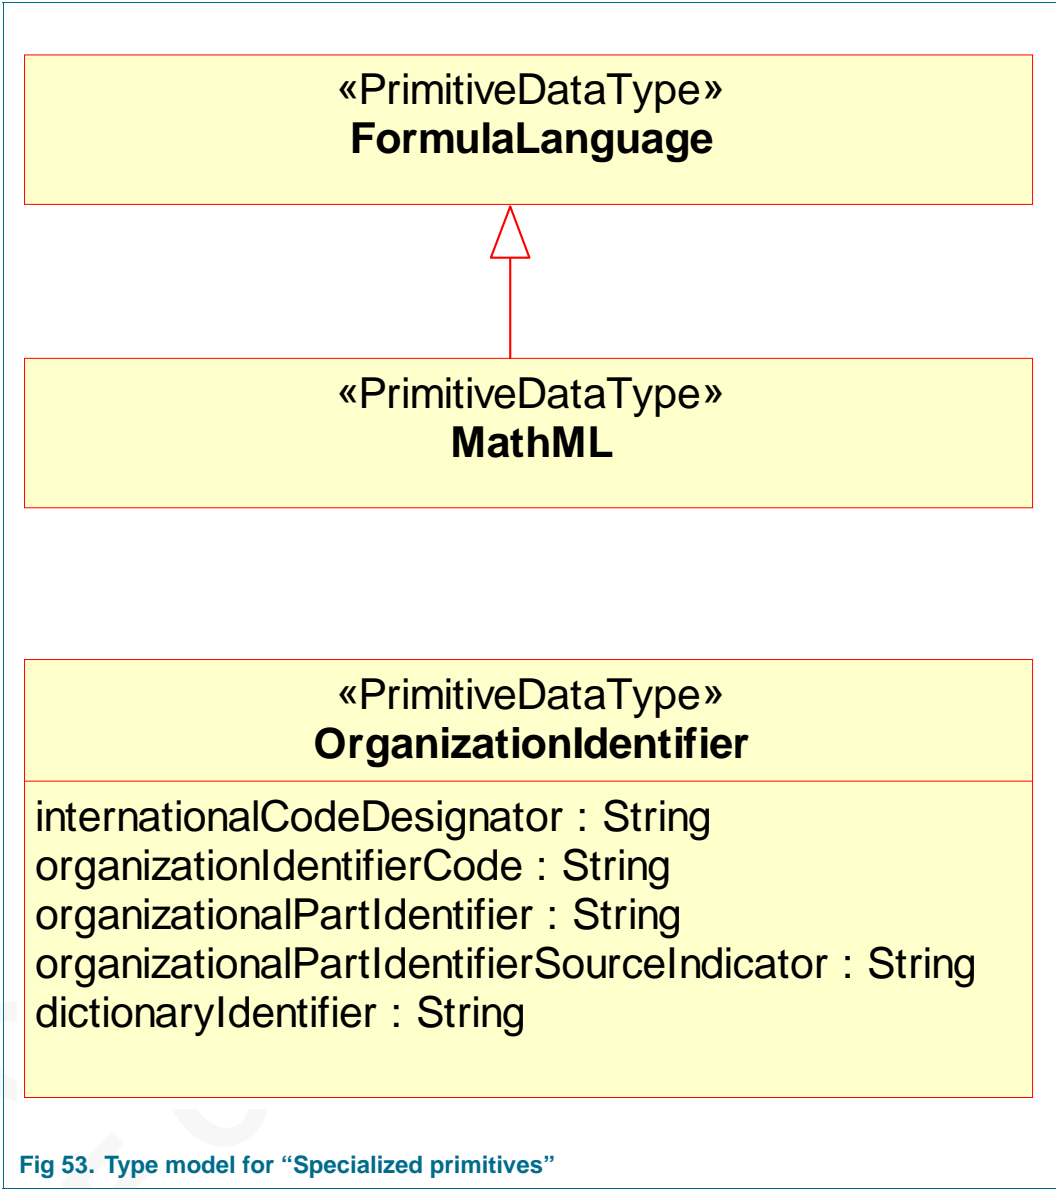 «PrimitiveDataType»
FormulaLanguage
«PrimitiveDataType»
MathML
«PrimitiveDataType»
OrganizationIdentifier
internationalCodeDesignator : String
organizationIdentifierCode : String
organizationalPartIdentifier : String
organizationalPartIdentifierSourceIndicator : String
dictionaryIdentifier : String
Fig 53. Type model for “Specialized primitives”